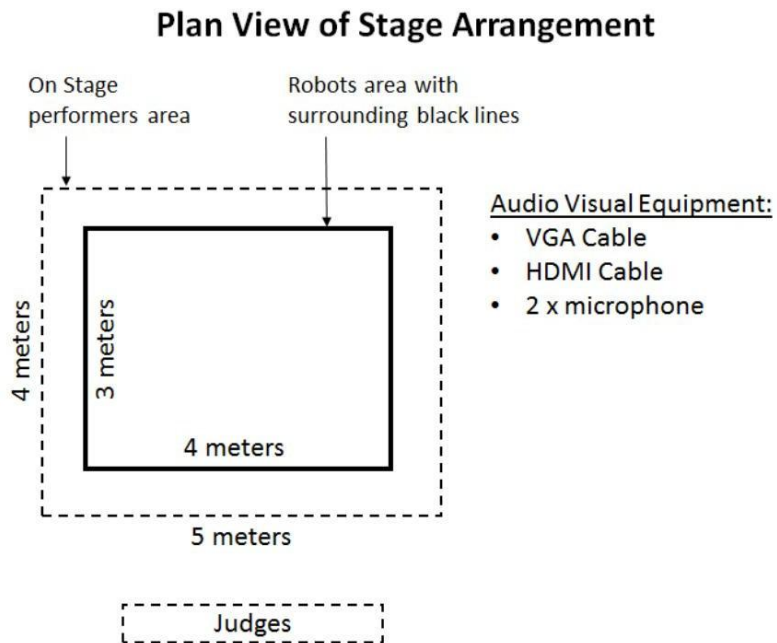 Plan View of Stage Arrangement
On Stage
performers area
Robots area with
surrounding black lines
Audio Visual Equipment:
• VGA Cable
• HDMI Cable
• 2 x microphone
4 meters
3 meters
4 meters
5 meters
Judges